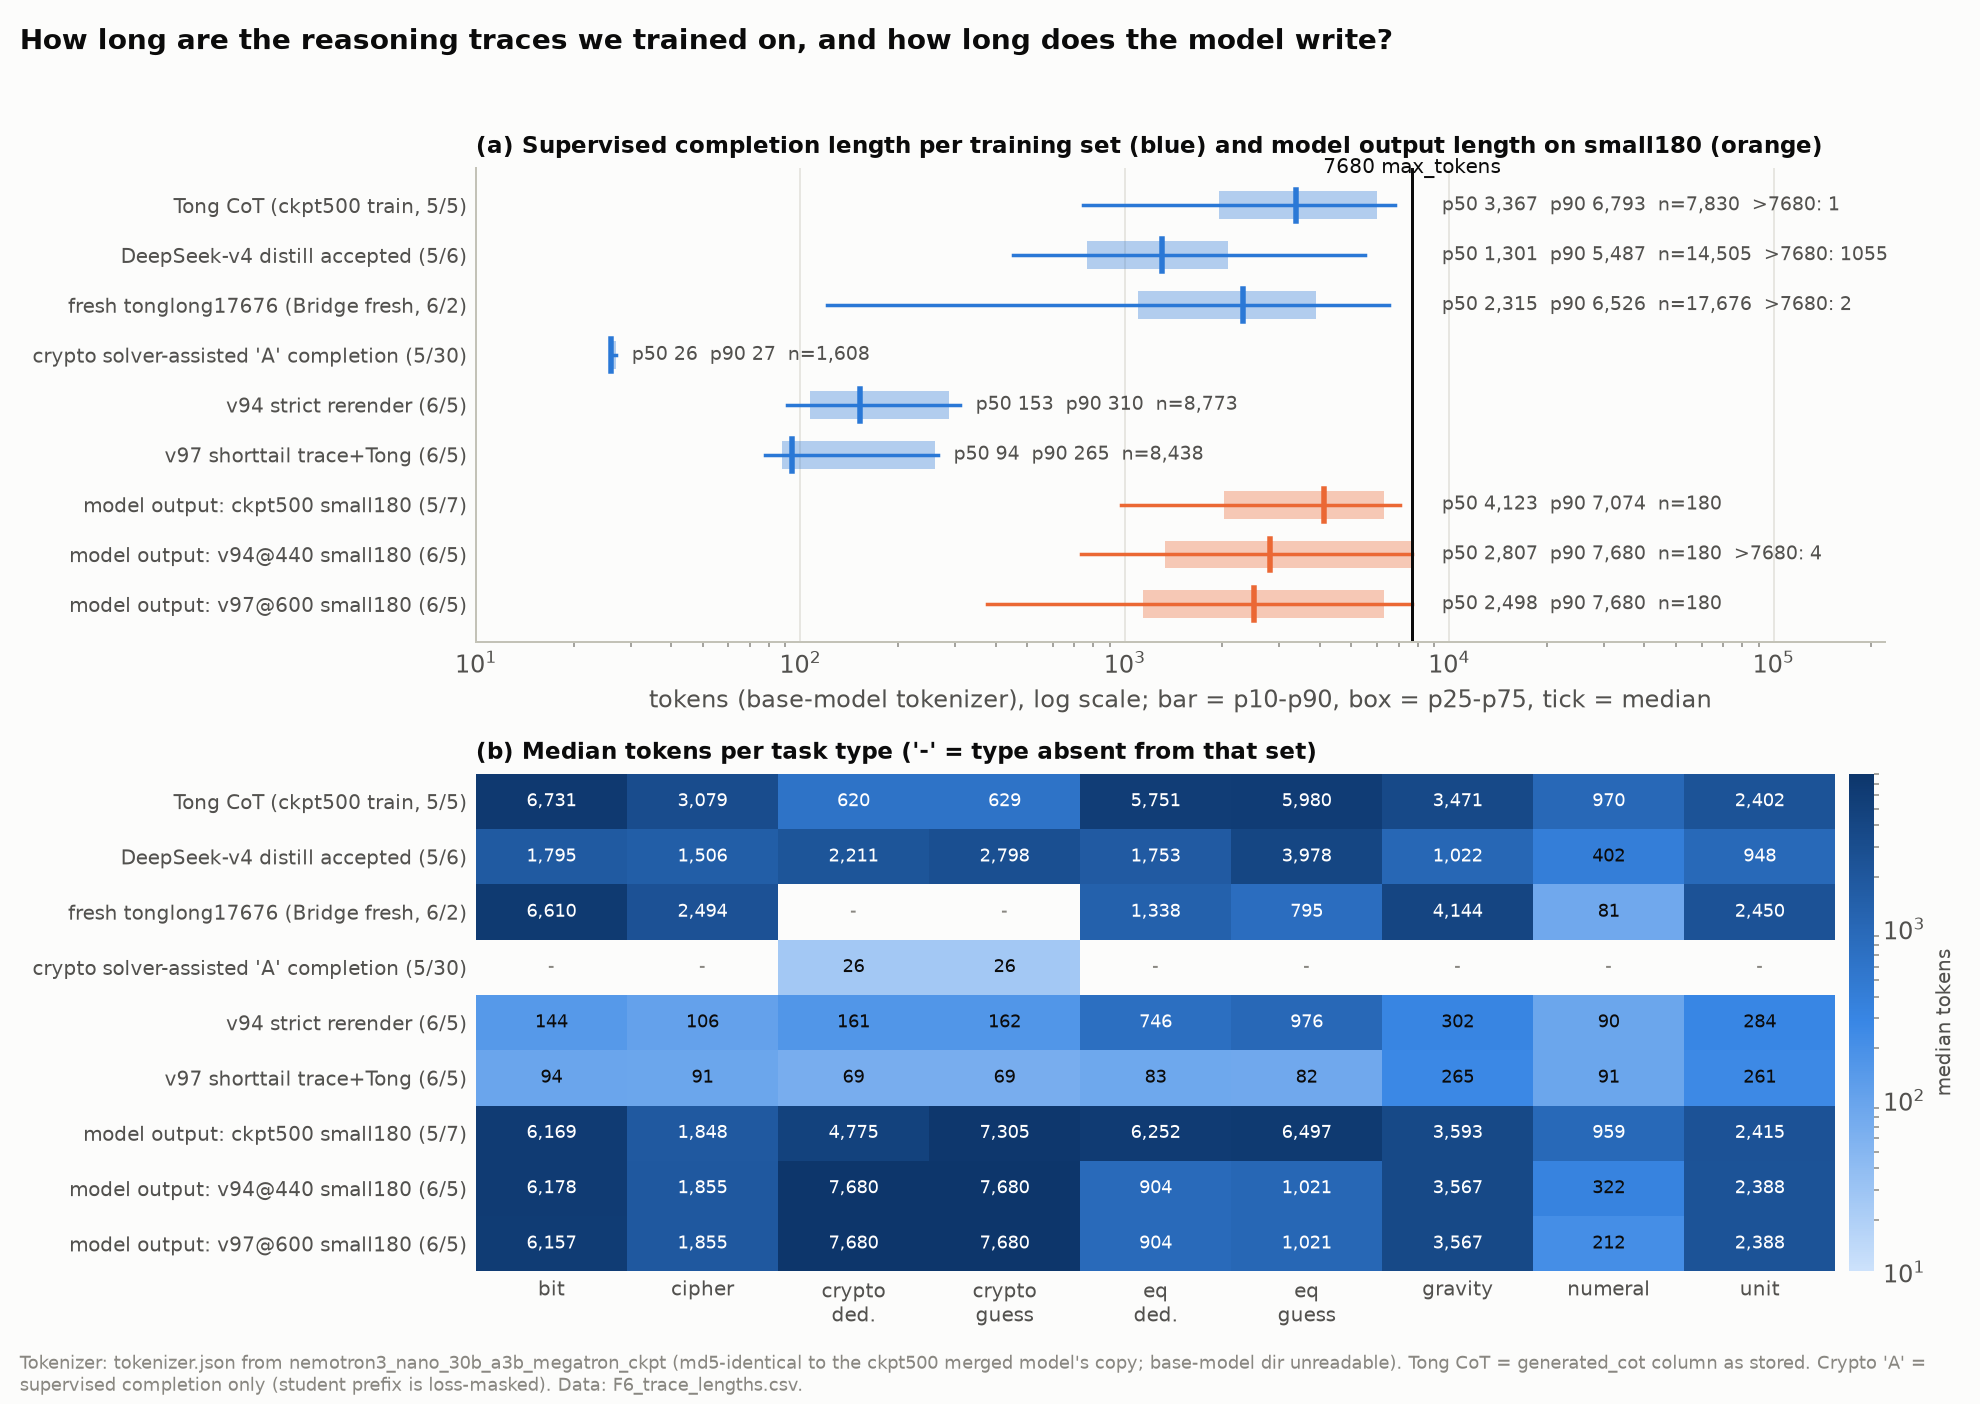 How long are the reasoning traces we trained on, and how long does the model write?
(a) Supervised completion length per training set (blue) and model output length on small180 (orange)
7680 max_tokens
Tong CoT (ckpt500 train, 5/5)
p50 3,367 p90 6,793 n=7,830 >7680: 1
DeepSeek-v4 distill accepted (5/6)
p50 1,301 p90 5,487 n=14,505 >7680: 1055
fresh tonglong17676 (Bridge fresh, 6/2)
p50 2,315 p90 6,526 n=17,676 >7680: 2
crypto solver-assisted 'A' completion (5/30)
p50 26 p90 27 n=1,608
v94 strict rerender (6/5)
p50 153 p90 310 n=8,773
v97 shorttail trace+Tong (6/5)
p50 94 p90 265 n=8,438
model output: ckpt500 small180 (5/7)
p50 4,123 p90 7,074 n=180
model output: v94@440 small180 (6/5)
p50 2,807 p90 7,680 n=180 >7680: 4
model output: v97@600 small180 (6/5)
p50 2,498 p90 7,680 n=180
10¹ 10² 10³ 10⁴ 10⁵
tokens (base-model tokenizer), log scale; bar = p10-p90, box = p25-p75, tick = median
(b) Median tokens per task type ('-' = type absent from that set)
Tong CoT (ckpt500 train, 5/5) 6,731 3,079 620 629 5,751 5,980 3,471 970 2,402
DeepSeek-v4 distill accepted (5/6) 1,795 1,506 2,211 2,798 1,753 3,978 1,022 402 948
fresh tonglong17676 (Bridge fresh, 6/2) 6,610 2,494 - - 1,338 795 4,144 81 2,450
crypto solver-assisted 'A' completion (5/30) - - 26 26 - - - - -
v94 strict rerender (6/5) 144 106 161 162 746 976 302 90 284
v97 shorttail trace+Tong (6/5) 94 91 69 69 83 82 265 91 261
model output: ckpt500 small180 (5/7) 6,169 1,848 4,775 7,305 6,252 6,497 3,593 959 2,415
model output: v94@440 small180 (6/5) 6,178 1,855 7,680 7,680 904 1,021 3,567 322 2,388
model output: v97@600 small180 (6/5) 6,157 1,855 7,680 7,680 904 1,021 3,567 212 2,388
bit cipher crypto ded. crypto guess eq ded. eq guess gravity numeral unit
10³
10²
10¹
median tokens
Tokenizer: tokenizer.json from nemotron3_nano_30b_a3b_megatron_ckpt (md5-identical to the ckpt500 merged model's copy; base-model dir unreadable). Tong CoT = generated_cot column as stored. Crypto 'A' =
supervised completion only (student prefix is loss-masked). Data: F6_trace_lengths.csv.